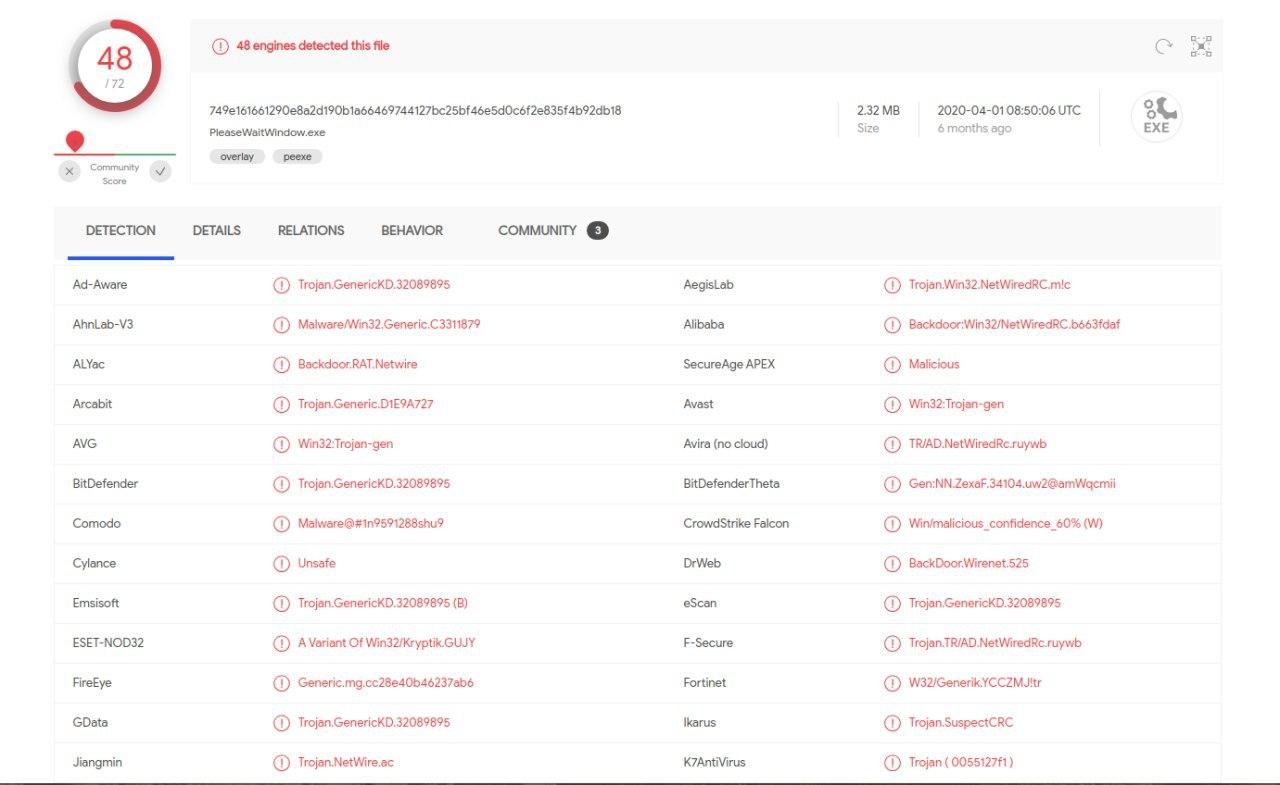 48
/ 72
Community
Score
48 engines detected this file
749e161661290e8a2d190b1a66469744127bc25bf46e5d0c6f2e835f4b92db18
PleaseWaitWindow.exe
overlay peexe
2.32 MB
Size
2020-04-01 08:50:06 UTC
6 months ago
EXE
DETECTION DETAILS RELATIONS BEHAVIOR COMMUNITY 3
Ad-Aware Trojan.GenericKD.32089895 AegisLab Trojan.Win32.NetWiredRC.m!c
AhnLab-V3 Malware/Win32.Generic.C3311879 Alibaba Backdoor:Win32/NetWiredRC.b663fdaf
ALYac Backdoor.RAT.Netwire SecureAge APEX Malicious
Arcabit Trojan.Generic.D1E9A727 Avast Win32:Trojan-gen
AVG Win32:Trojan-gen Avira (no cloud) TR/AD.NetWiredRc.ruywb
BitDefender Trojan.GenericKD.32089895 BitDefenderTheta Gen:NN.ZexaF.34104.uw2@amWqcmii
Comodo Malware@#1n9591288shu9 CrowdStrike Falcon Win/malicious_confidence_60% (W)
Cylance Unsafe DrWeb BackDoor.Wirenet.525
Emsisoft Trojan.GenericKD.32089895 (B) eScan Trojan.GenericKD.32089895
ESET-NOD32 A Variant Of Win32/Kryptik.GUJY F-Secure Trojan.TR/AD.NetWiredRc.ruywb
FireEye Generic.mg.cc28e40b46237ab6 Fortinet W32/Generik.YCCZMJ!tr
GData Trojan.GenericKD.32089895 Ikarus Trojan.SuspectCRC
Jiangmin Trojan.NetWire.ac K7AntiVirus Trojan ( 0055127f1 )